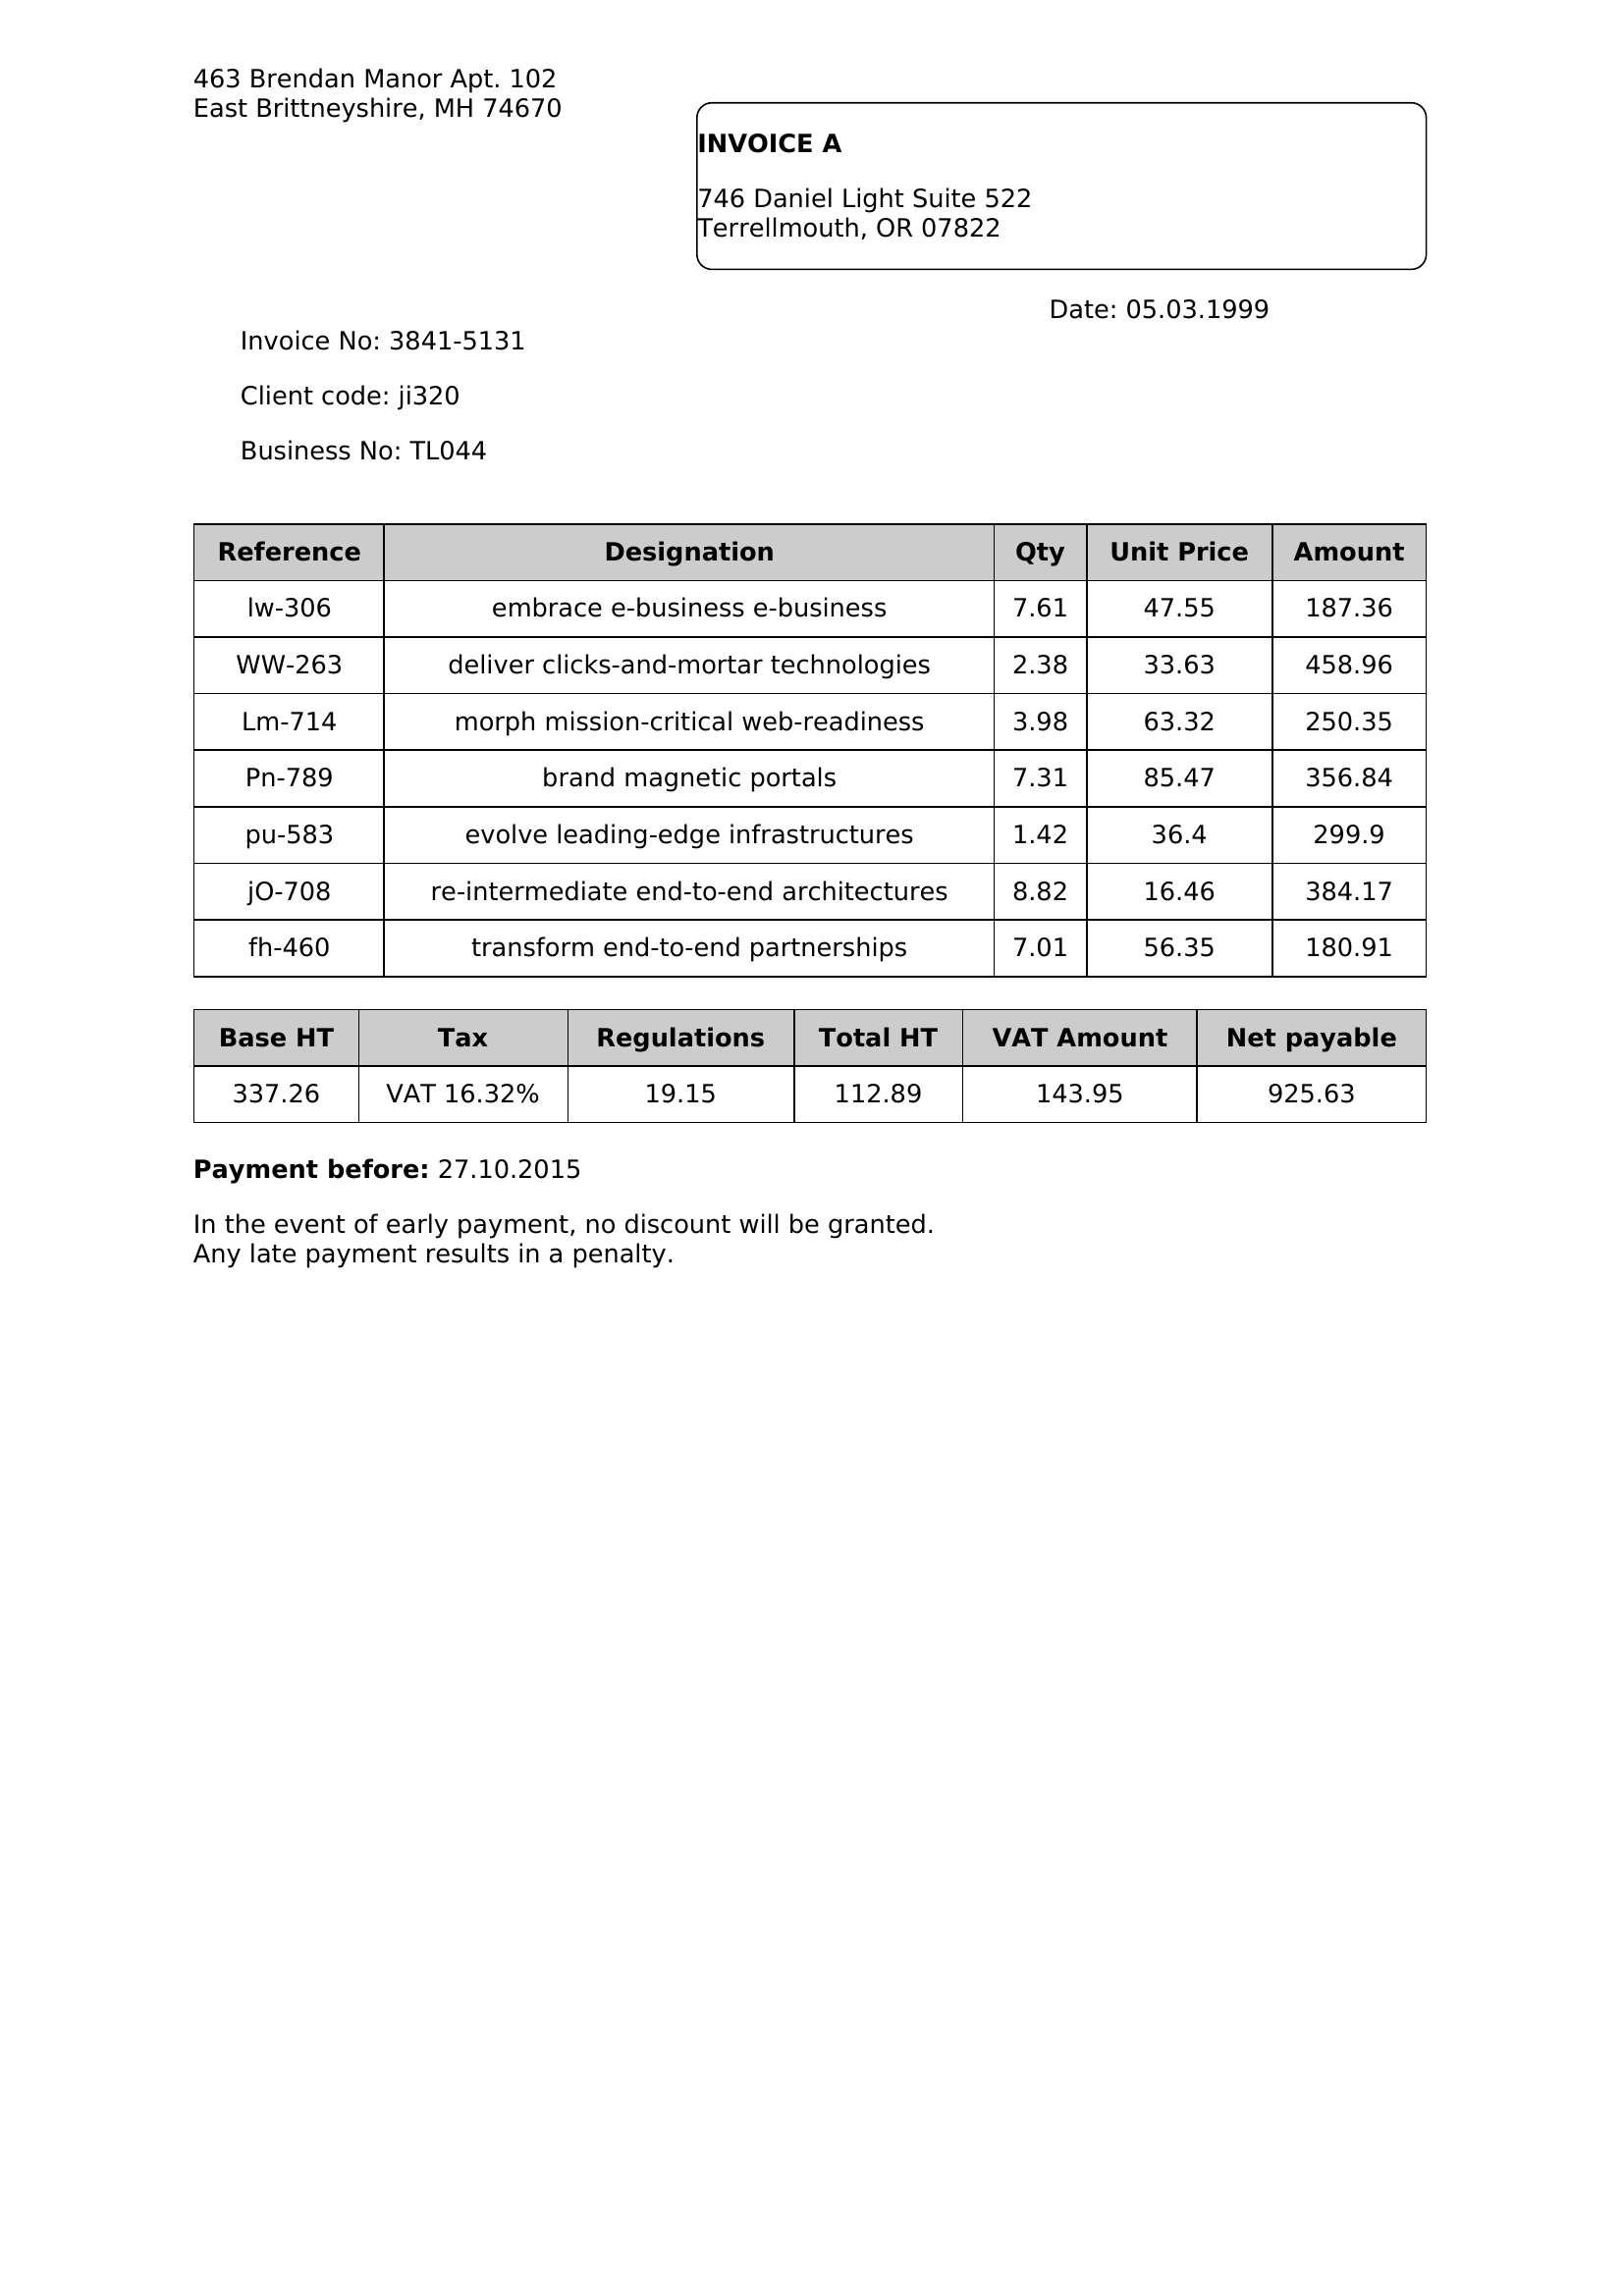 463 Brendan Manor Apt. 102
East Brittneyshire, MH 74670
INVOICE A
746 Daniel Light Suite 522
Terrellmouth, OR 07822
Date: 05.03.1999
Invoice No: 3841-5131
Client code: ji320
Business No: TL044
Reference Designation Qty Unit Price Amount
lw-306 embrace e-business e-business 7.61 47.55 187.36
WW-263 deliver clicks-and-mortar technologies 2.38 33.63 458.96
Lm-714 morph mission-critical web-readiness 3.98 63.32 250.35
Pn-789 brand magnetic portals 7.31 85.47 356.84
pu-583 evolve leading-edge infrastructures 1.42 36.4 299.9
jO-708 re-intermediate end-to-end architectures 8.82 16.46 384.17
fh-460 transform end-to-end partnerships 7.01 56.35 180.91
Base HT Tax Regulations Total HT VAT Amount Net payable
337.26 VAT 16.32% 19.15 112.89 143.95 925.63
Payment before: 27.10.2015
In the event of early payment, no discount will be granted.
Any late payment results in a penalty.